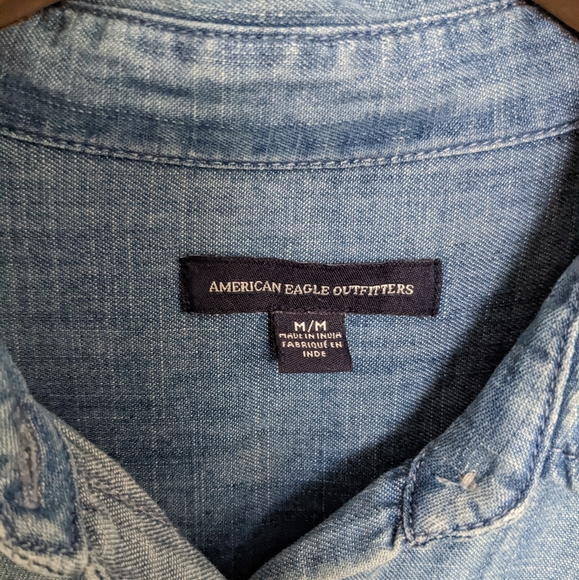 AMERICAN EAGLE OUTFITTERS
M/M
MADE IN INDIA
FABRIQUÉ EN
INDE